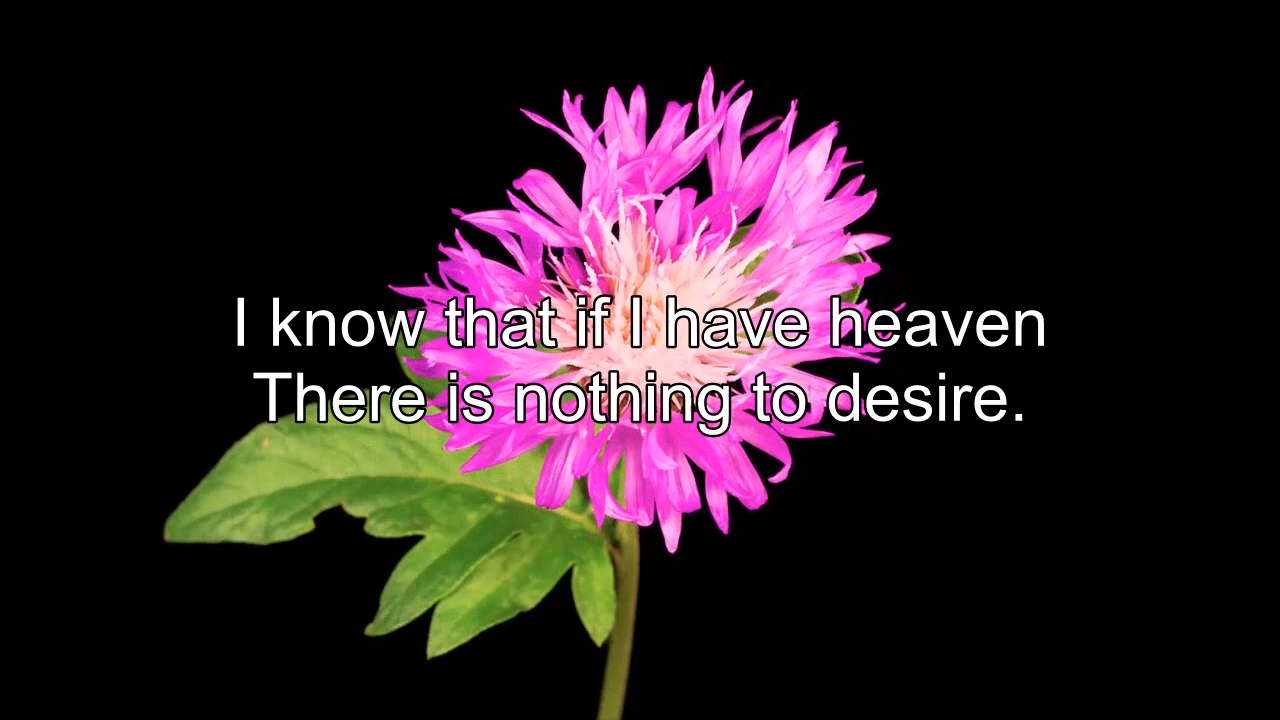 I know that if I have heaven
There is nothing to desire.